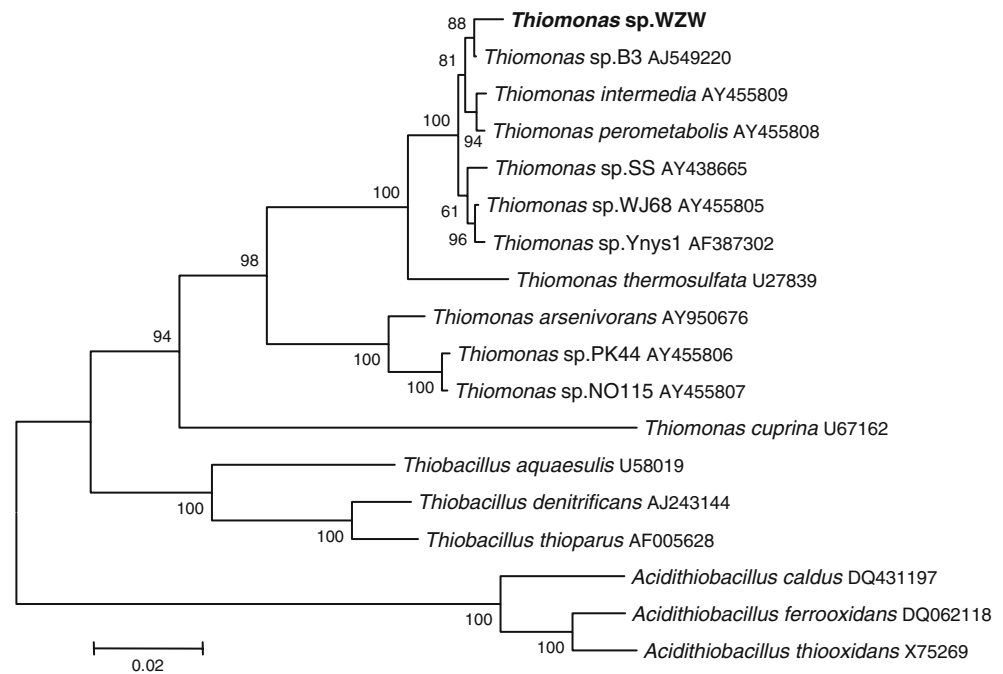 88
Thiomonas sp.WZW
81
Thiomonas sp.B3 AJ549220
Thiomonas intermedia AY455809
100
Thiomonas perometabolis AY455808
94
Thiomonas sp.SS AY438665
100
Thiomonas sp.WJ68 AY455805
61
96
Thiomonas sp.Ynys1 AF387302
98
Thiomonas thermosulfata U27839
Thiomonas arsenivorans AY950676
94
100
Thiomonas sp.PK44 AY455806
100
Thiomonas sp.NO115 AY455807
Thiomonas cuprina U67162
Thiobacillus aquaesulis U58019
100
Thiobacillus denitrificans AJ243144
100
Thiobacillus thioparus AF005628
Acidithiobacillus caldus DQ431197
100
Acidithiobacillus ferrooxidans DQ062118
100
Acidithiobacillus thiooxidans X75269
0.02